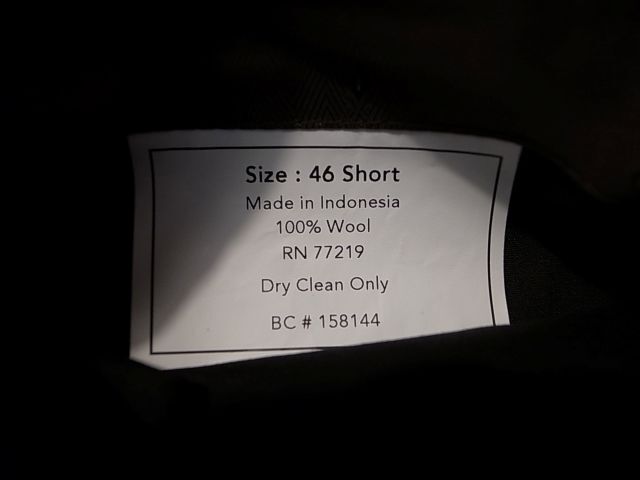 Size : 46 Short
Made in Indonesia
100% Wool
RN 77219
Dry Clean Only
BC # 158144